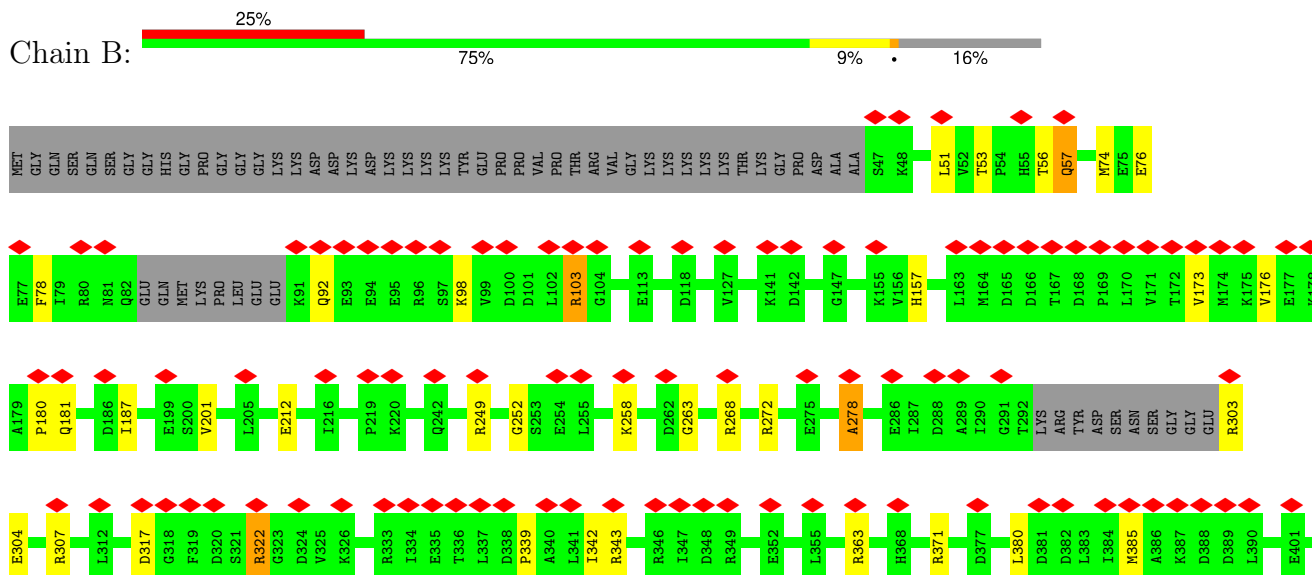 25%
Chain B:
75% 9% • 16%
MET GLY GLN SER GLN SER GLY GLY HIS GLY PRO GLY GLY GLY LYS LYS ASP ASP LYS ASP LYS LYS LYS LYS TYR GLU PRO PRO VAL PRO THR ARG VAL GLY LYS LYS LYS LYS LYS THR LYS GLY PRO ASP ALA ALA S47 K48 L51 V52 T53 P54 H55 T56 Q57 M74 E75 E76
E77 F78 I79 R80 N81 Q82 GLU GLN MET LYS PRO LEU GLU GLU K91 Q92 E93 E94 E95 R96 S97 K98 V99 D100 D101 L102 R103 G104 E113 D118 V127 K141 D142 G147 K155 V156 H157 L163 M164 D165 D166 T167 D168 P169 L170 V171 T172 V173 M174 K175 V176 E177 K178
A179 P180 Q181 D186 I187 E199 S200 V201 L205 E212 I216 P219 K220 Q242 R249 G252 S253 E254 L255 K258 D262 G263 R268 R272 E275 A278 E286 I287 D288 A289 I290 G291 T292 LYS ARG TYR ASP SER ASN SER GLY GLY GLU R303
E304 R307 L312 D317 G318 F319 D320 S321 R322 G323 D324 V325 K326 R333 I334 E335 T336 L337 D338 P339 A340 L341 I342 R343 R346 I347 D348 R349 E352 L355 R363 H368 R371 D377 L380 D381 D382 L383 I384 M385 A386 K387 D388 D389 L390 E401